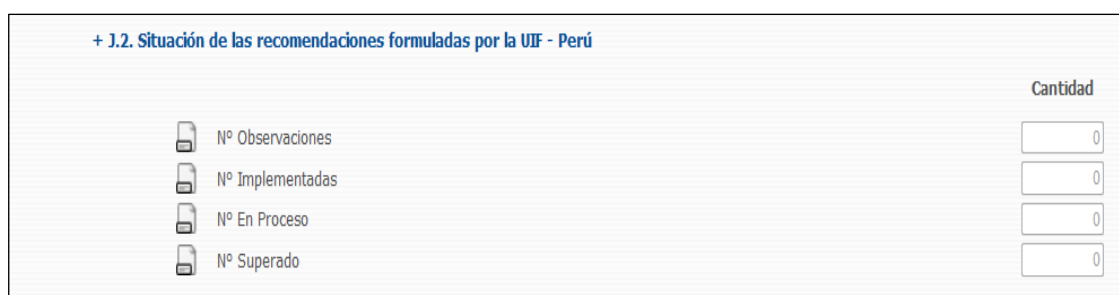 + J.2. Situación de las recomendaciones formuladas por la UIF - Perú
Cantidad
Nº Observaciones 0
Nº Implementadas 0
Nº En Proceso 0
Nº Superado 0